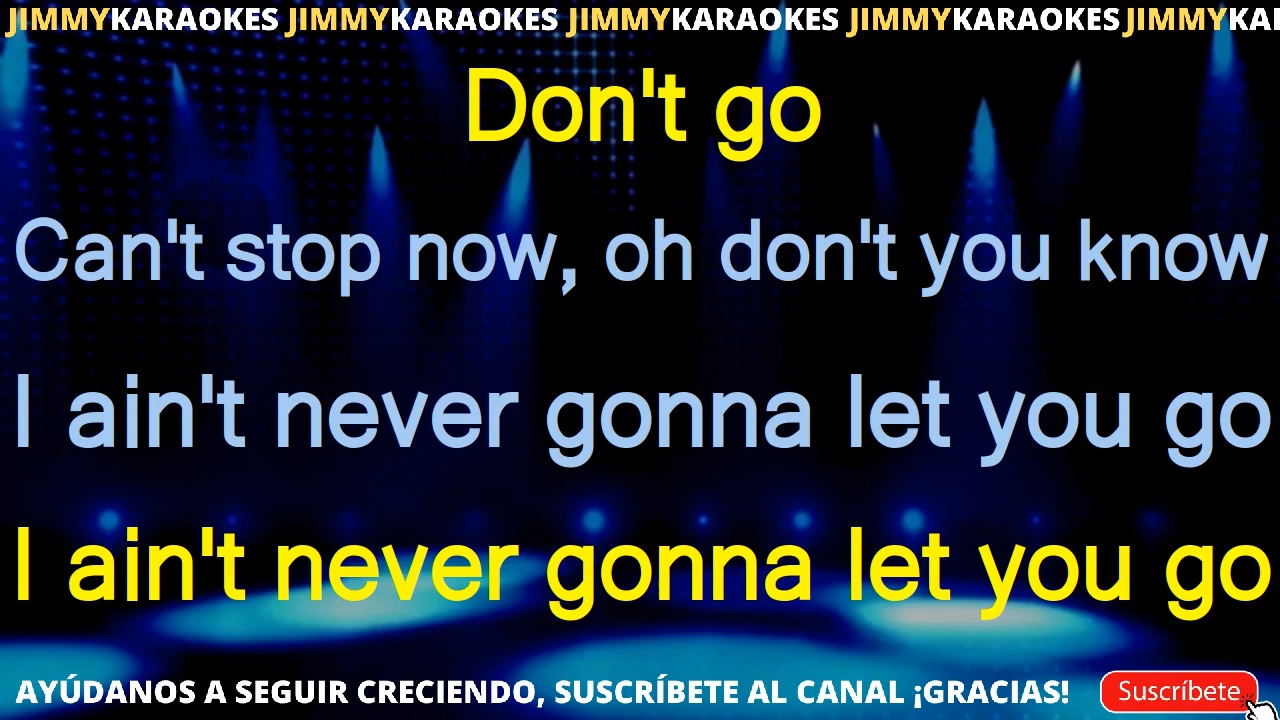 JIMMYKARAOKES JIMMYKARAOKES JIMMYKARAOKES JIMMYKARAOKES JIMMYKA
Don't go
Can't stop now, oh don't you know
I ain't never gonna let you go
I ain't never gonna let you go
AYÚDANOS A SEGUIR CRECIENDO, SUSCRÍBETE AL CANAL ¡GRACIAS! Suscríbete